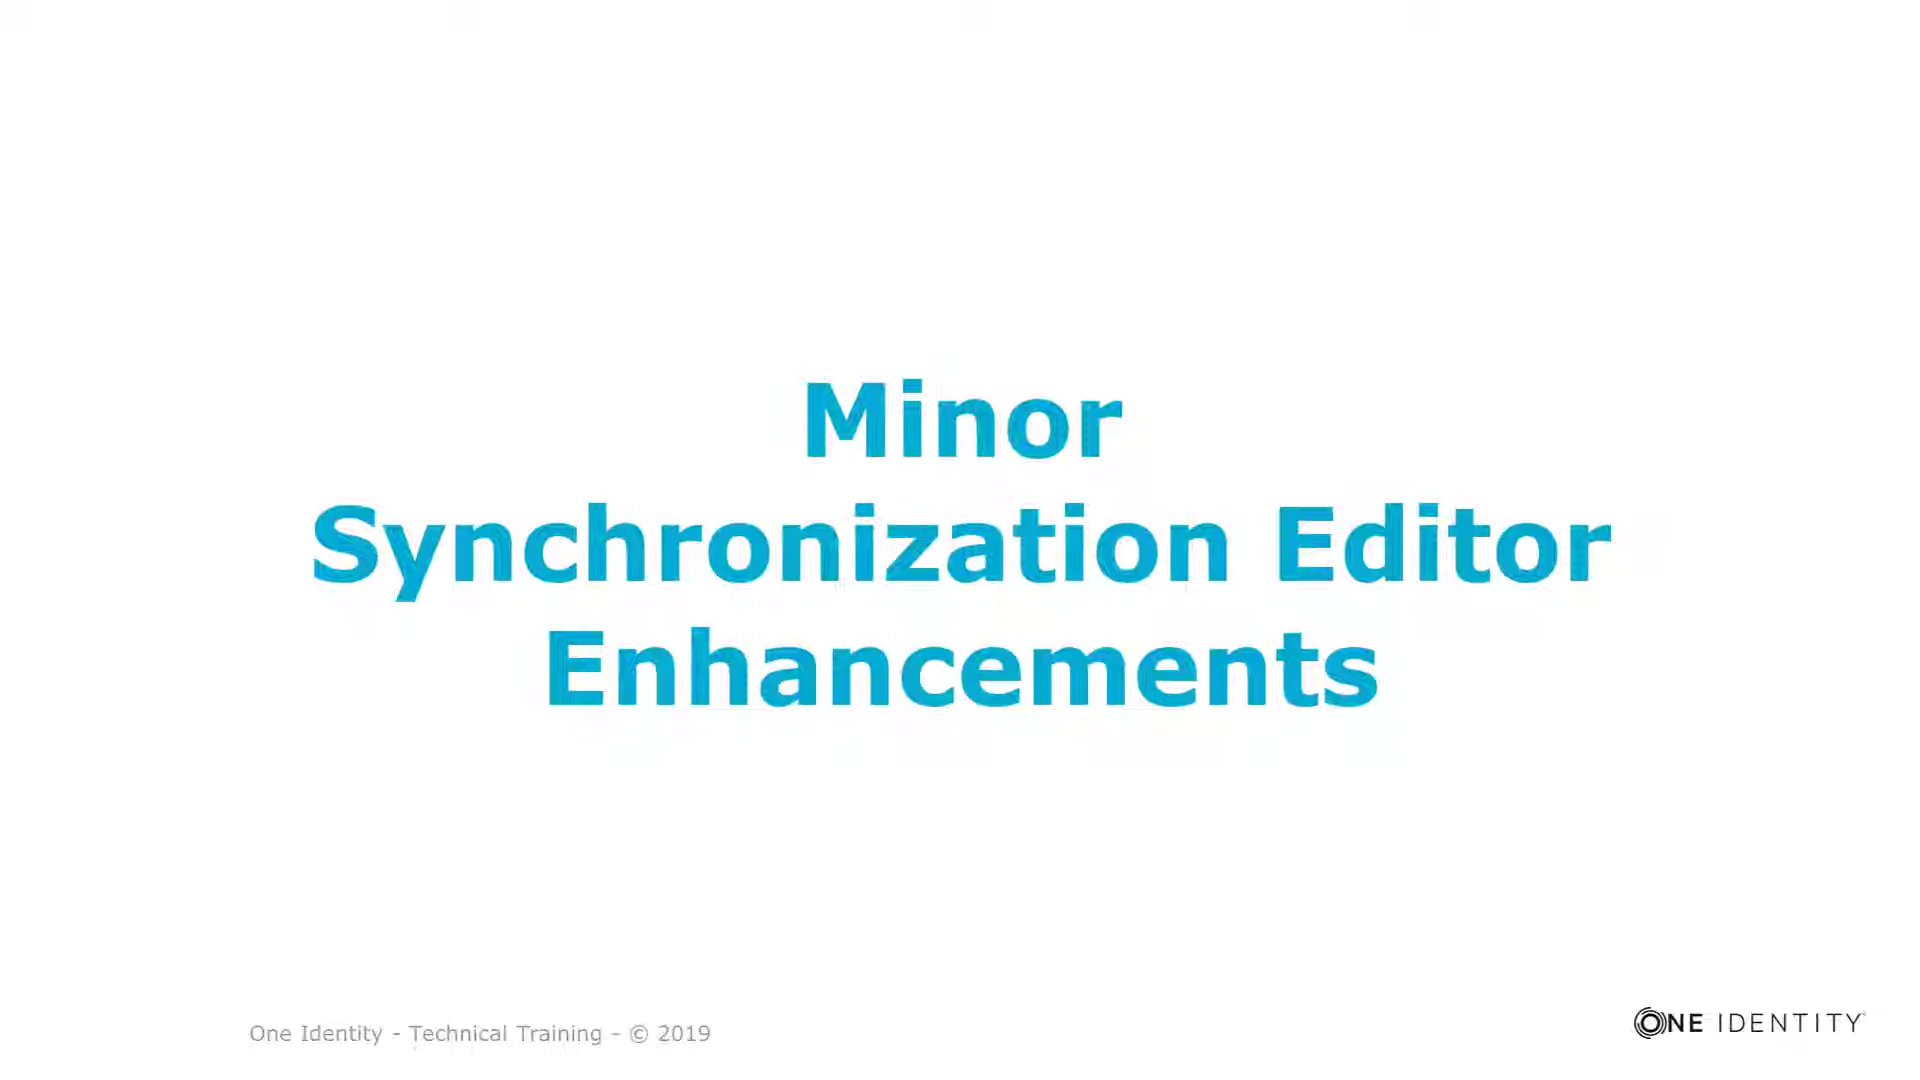 Minor
Synchronization Editor
Enhancements
One Identity - Technical Training - © 2019
ONE IDENTITY